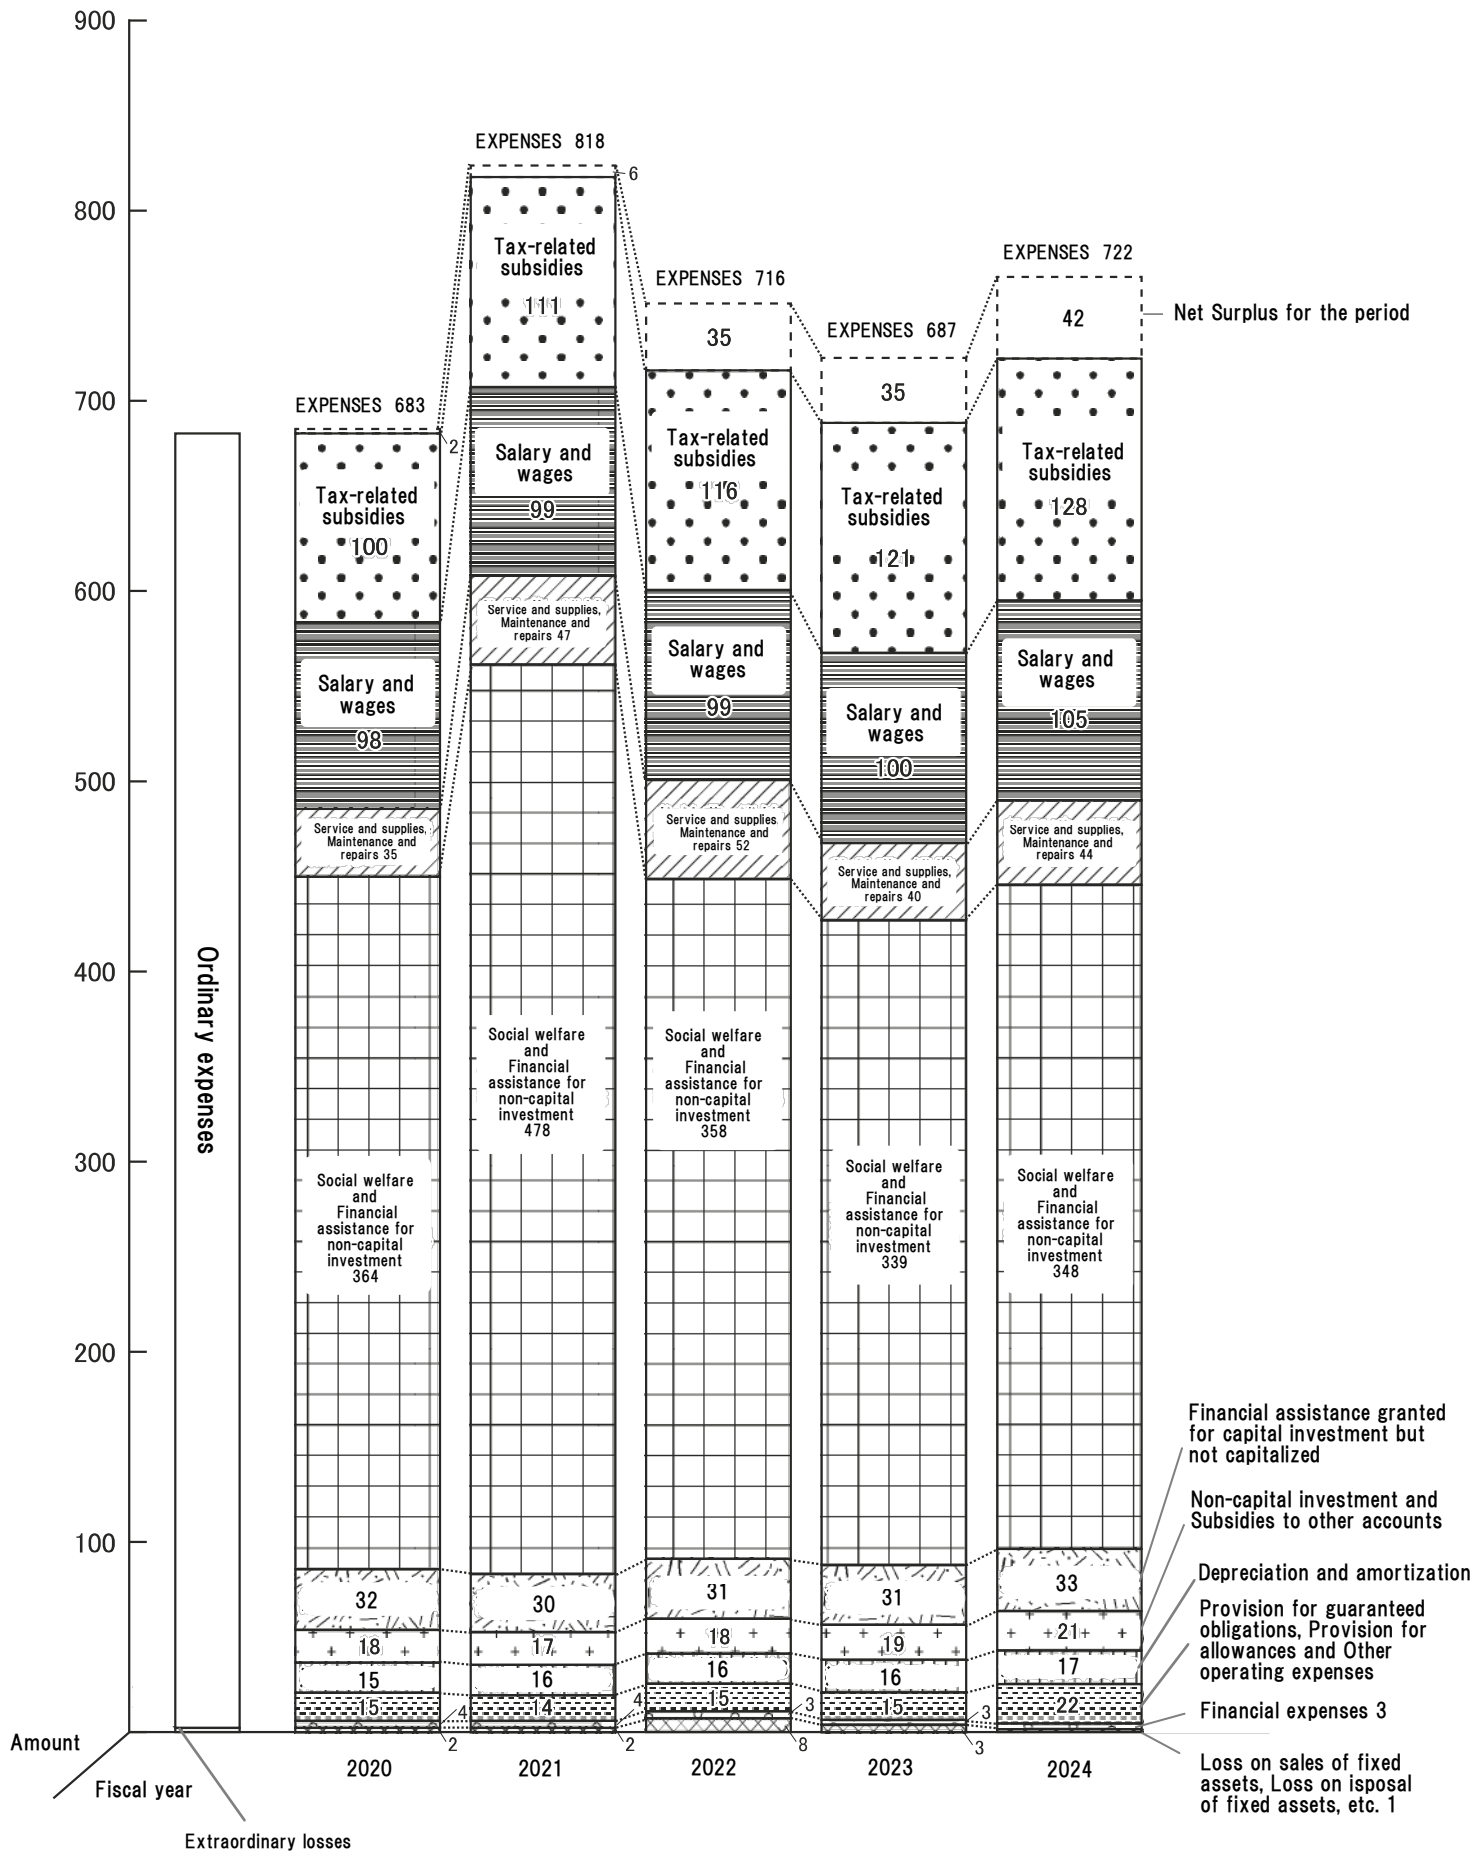 900
800
700
600
500
400
300
200
100
Amount
Fiscal year
Ordinary expenses
Extraordinary losses
EXPENSES 683
2
Tax-related
subsidies
100
Salary and
wages
98
Service and supplies,
Maintenance and
repairs 35
Social welfare
and
Financial
assistance for
non-capital
investment
364
32
18
15
15
4
2
2020
EXPENSES 818
6
Tax-related
subsidies
111
Salary and
wages
99
Service and supplies,
Maintenance and
repairs 47
Social welfare
and
Financial
assistance for
non-capital
investment
478
30
17
16
14
4
2
2021
EXPENSES 716
35
Tax-related
subsidies
116
Salary and
wages
99
Service and supplies
Maintenance and
repairs 52
Social welfare
and
Financial
assistance for
non-capital
investment
358
31
18
16
15
3
8
2022
EXPENSES 687
35
Tax-related
subsidies
121
Salary and
wages
100
Service and supplies,
Maintenance and
repairs 40
Social welfare
and
Financial
assistance for
non-capital
investment
339
31
19
16
15
3
3
2023
EXPENSES 722
42
Tax-related
subsidies
128
Salary and
wages
105
Service and supplies,
Maintenance and
repairs 44
Social welfare
and
Financial
assistance for
non-capital
investment
348
33
21
17
22
2024
Net Surplus for the period
Financial assistance granted
for capital investment but
not capitalized
Non-capital investment and
Subsidies to other accounts
Depreciation and amortization
Provision for guaranteed
obligations, Provision for
allowances and Other
operating expenses
Financial expenses 3
Loss on sales of fixed
assets, Loss on isposal
of fixed assets, etc. 1